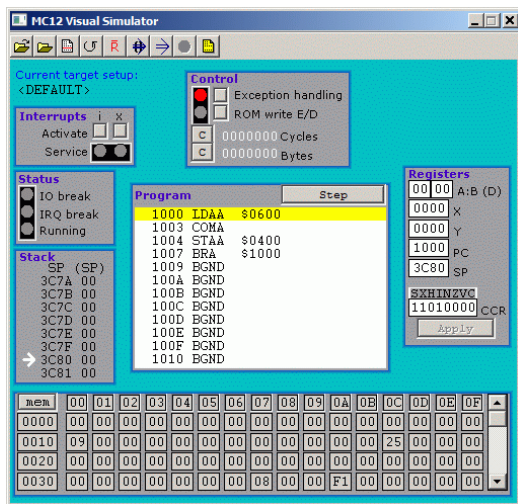 MC12 Visual Simulator
Current target setup:
<DEFAULT>
Control
Exception handling
ROM write E/D
C 0000000 Cycles
C 0000000 Bytes
Interrupts i x
Activate
Service
Status
IO break
IRQ break
Running
Stack
SP (SP)
3C7A 00
3C7B 00
3C7C 00
3C7D 00
3C7E 00
3C7F 00
3C80 00
3C81 00
Program Step
1000 LDAA $0600
1003 COMA
1004 STAA $0400
1007 BRA $1000
1009 BGND
100A BGND
100B BGND
100C BGND
100D BGND
100E BGND
100F BGND
1010 BGND
Registers
00 00 A:B (D)
0000 X
0000 Y
1000 PC
3C80 SP
SXHINZVC
11010000 CCR
Apply
mem 00 01 02 03 04 05 06 07 08 09 0A 0B 0C 0D 0E 0F
0000 00 00 00 00 00 00 00 00 00 00 00 00 00 00 00 00
0010 09 00 00 00 00 00 00 00 00 00 00 00 25 00 00 00
0020 00 00 00 00 00 00 00 00 00 00 00 00 00 00 00 00
0030 00 00 00 00 00 00 00 08 00 00 F1 00 00 00 00 00